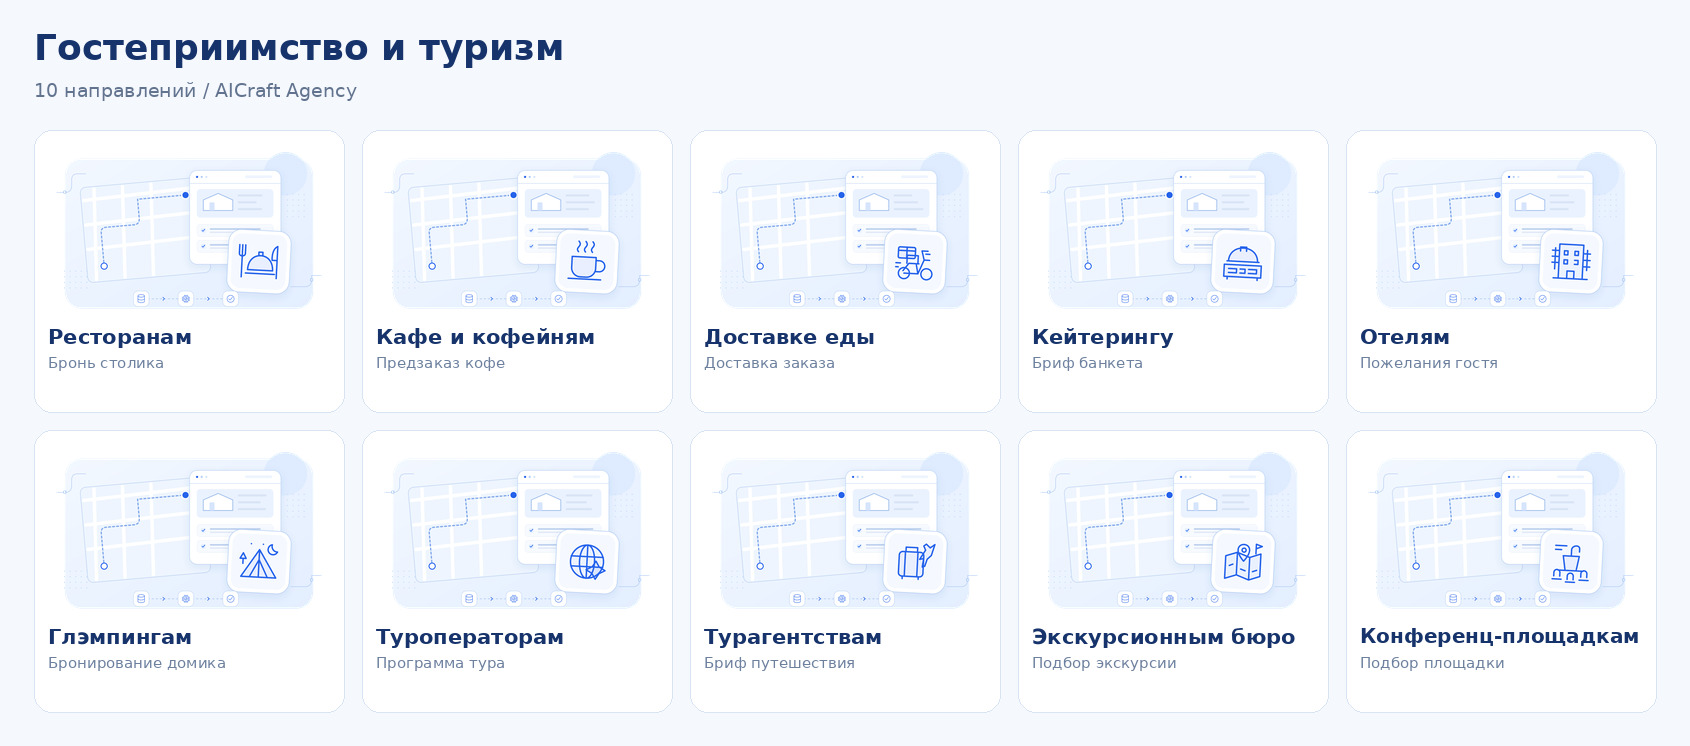 Гостеприимство и туризм
10 направлений / AICraft Agency
Ресторанам
Бронь столика
Кафе и кофейням
Предзаказ кофе
Доставке еды
Доставка заказа
Кейтерингу
Бриф банкета
Отелям
Пожелания гостя
Глэмпингам
Бронирование домика
Туроператорам
Программа тура
Турагентствам
Бриф путешествия
Экскурсионным бюро
Подбор экскурсии
Конференц-площадкам
Подбор площадки